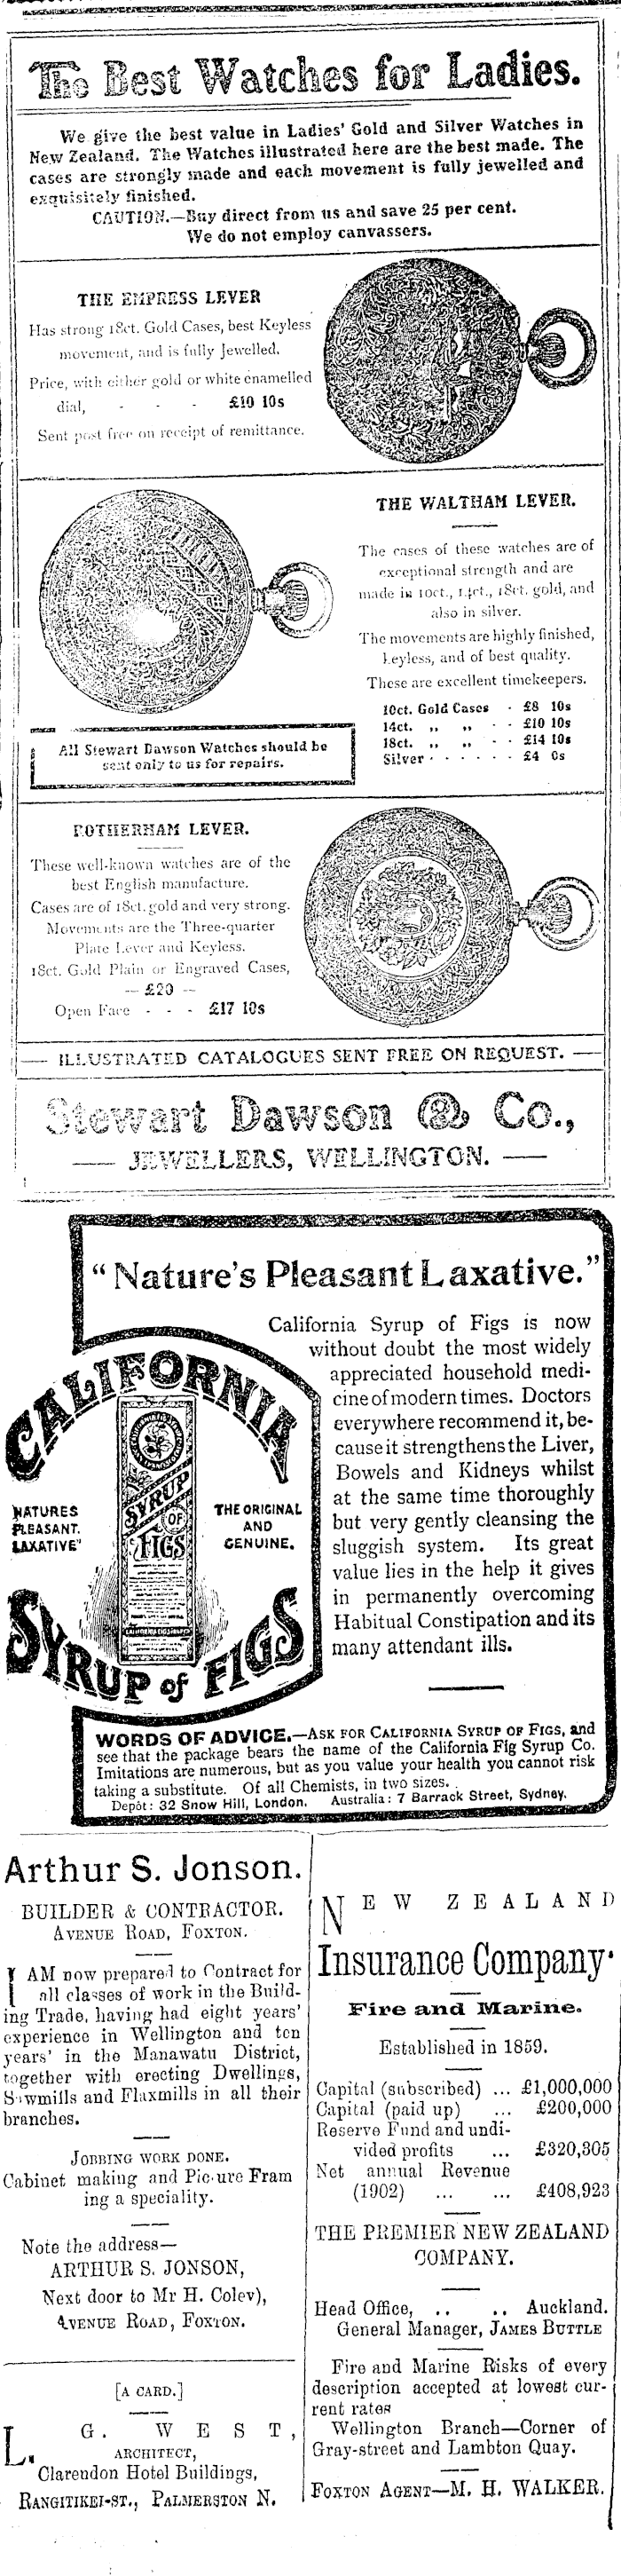 The Best Watches for Ladies.
We give the best value in Ladies' Gold and Silver Watches in
New Zealand. The Watches illustrated here are the best made. The
cases are strongly made and each movement is fully jewelled and
exquisitely finished.
CAUTION.—Buy direct from us and save 25 per cent.
We do not employ canvassers.
THE EMPRESS LEVER
Has strong 18ct. Gold Cases, best Keyless
movement, and is fully Jewelled.
Price, with either gold or white enamelled
dial, - - - £10 10s
Sent post free on receipt of remittance.
THE WALTHAM LEVER.
The cases of these watches are of
exceptional strength and are
made in 10ct., 14ct., 18ct. gold, and
also in silver.
The movements are highly finished,
keyless, and of best quality.
These are excellent timekeepers.
10ct. Gold Cases - £8 10s
14ct. „ „ - - £10 10s
18ct. „ „ - - £14 10s
Silver - - - - - - £4 0s
All Stewart Dawson Watches should be
sent only to us for repairs.
ROTHERHAM LEVER.
These well-known watches are of the
best English manufacture.
Cases are of 18ct. gold and very strong.
Movements are the Three-quarter
Plate Lever and Keyless.
18ct. Gold Plain or Engraved Cases,
— £20 —
Open Face - - - £17 10s
— ILLUSTRATED CATALOGUES SENT FREE ON REQUEST. —
Stewart Dawson & Co.,
— JEWELLERS, WELLINGTON. —
"Nature's Pleasant Laxative."
California Syrup of Figs is now
without doubt the most widely
appreciated household medi-
cine of modern times. Doctors
everywhere recommend it, be-
cause it strengthens the Liver,
Bowels and Kidneys whilst
at the same time thoroughly
but very gently cleansing the
sluggish system. Its great
value lies in the help it gives
in permanently overcoming
Habitual Constipation and its
many attendant ills.
CALIFORNIA
SYRUP
OF
FIGS
NATURES
PLEASANT.
LAXATIVE"
THE ORIGINAL
AND
GENUINE.
SYRUP of FIGS
WORDS OF ADVICE.—ASK FOR CALIFORNIA SYRUP OF FIGS, and
see that the package bears the name of the California Fig Syrup Co.
Imitations are numerous, but as you value your health you cannot risk
taking a substitute. Of all Chemists, in two sizes.
Depôt: 32 Snow Hill, London. Australia: 7 Barrack Street, Sydney.
Arthur S. Jonson.
BUILDER & CONTRACTOR.
AVENUE ROAD, FOXTON.
I AM now prepared to Contract for
all classes of work in the Build-
ing Trade, having had eight years'
experience in Wellington and ten
years' in the Manawatu District,
together with erecting Dwellings,
Sawmills and Flaxmills in all their
branches.
JOBBING WORK DONE.
Cabinet making and Picture Fram
ing a speciality.
Note the address—
ARTHUR S. JONSON,
Next door to Mr H. Coley),
AVENUE ROAD, FOXTON.
[A CARD.]
L. G. WEST,
ARCHITECT,
Clarendon Hotel Buildings,
RANGITIKEI-ST., PALMERSTON N.
NEW ZEALAND
Insurance Company.
Fire and Marine.
Established in 1859.
Capital (subscribed) ... £1,000,000
Capital (paid up) ... £200,000
Reserve Fund and undi-
vided profits ... £320,305
Net annual Revenue
(1902) ... ... £408,923
THE PREMIER NEW ZEALAND
COMPANY.
Head Office, .. .. Auckland.
General Manager, JAMES BUTTLE
Fire and Marine Risks of every
description accepted at lowest cur-
rent rates
Wellington Branch—Corner of
Gray-street and Lambton Quay.
FOXTON AGENT—M. H. WALKER.